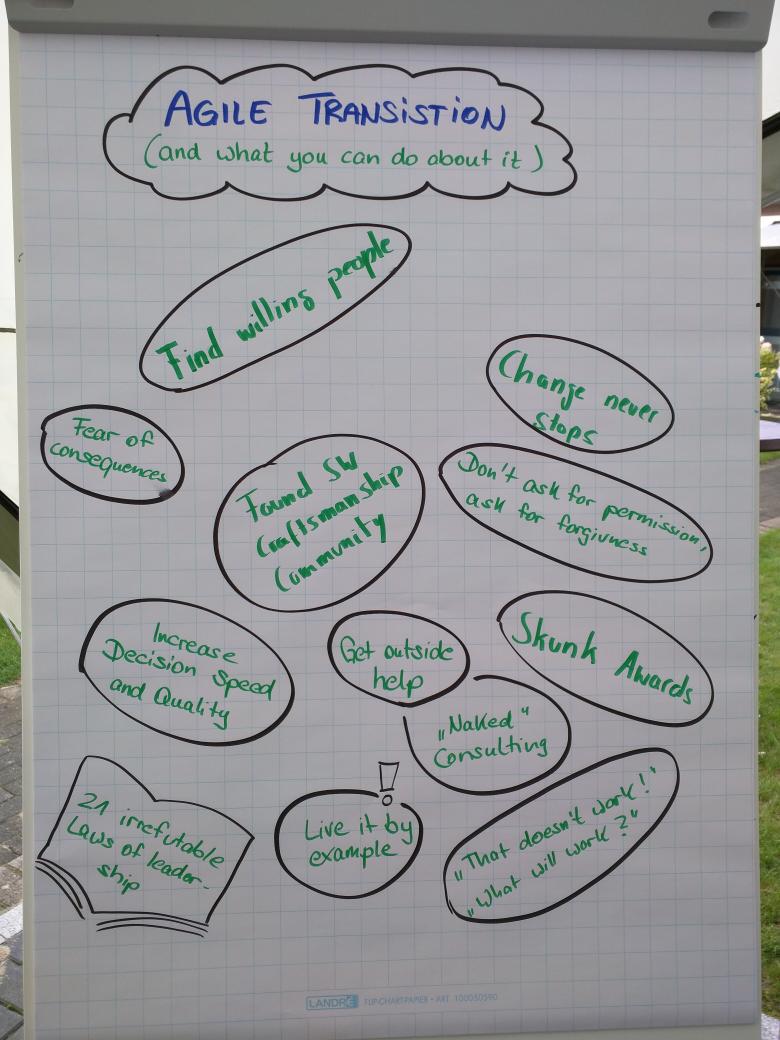 AGILE TRANSISTION
(and what you can do about it)
Find willing people
Change never
stops
Fear of
consequences
Found SW
Craftsmanship
Community
Don't ask for permission,
ask for forgivness
Increase
Decision Speed
and Quality
Get outside
help
Skunk Awards
„Naked“
Consulting
21 irrefutable
Laws of leader-
ship
!
Live it by
example
„That doesn't work!“
„What will work?“
LANDRÉ FLIP-CHART-PAPIER • ART. 100050590